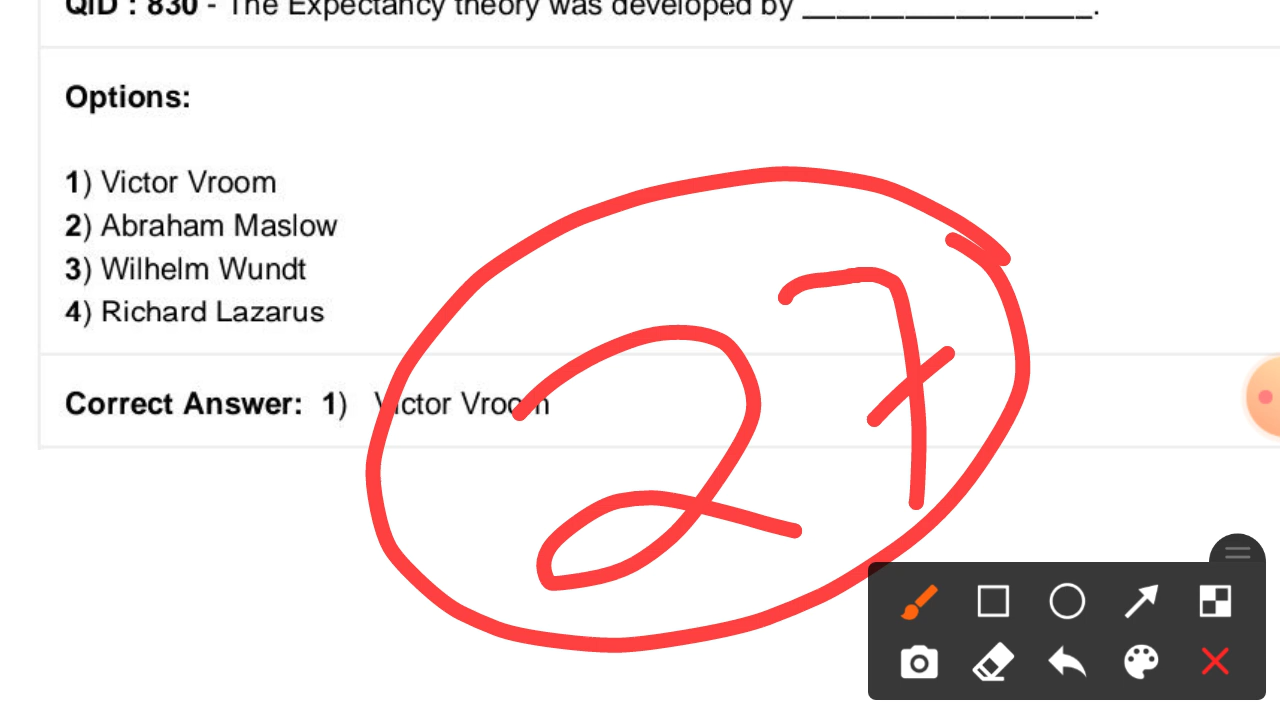 QID : 830 - The Expectancy theory was developed by _________________.
Options:
1) Victor Vroom
2) Abraham Maslow
3) Wilhelm Wundt
4) Richard Lazarus
Correct Answer: 1) Victor Vroom
27